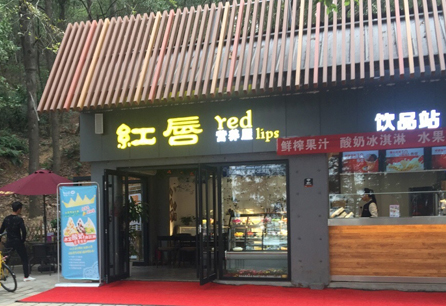 紅唇 red
营养屋 lips
饮品站
鲜榨果汁 酸奶冰淇淋 水果